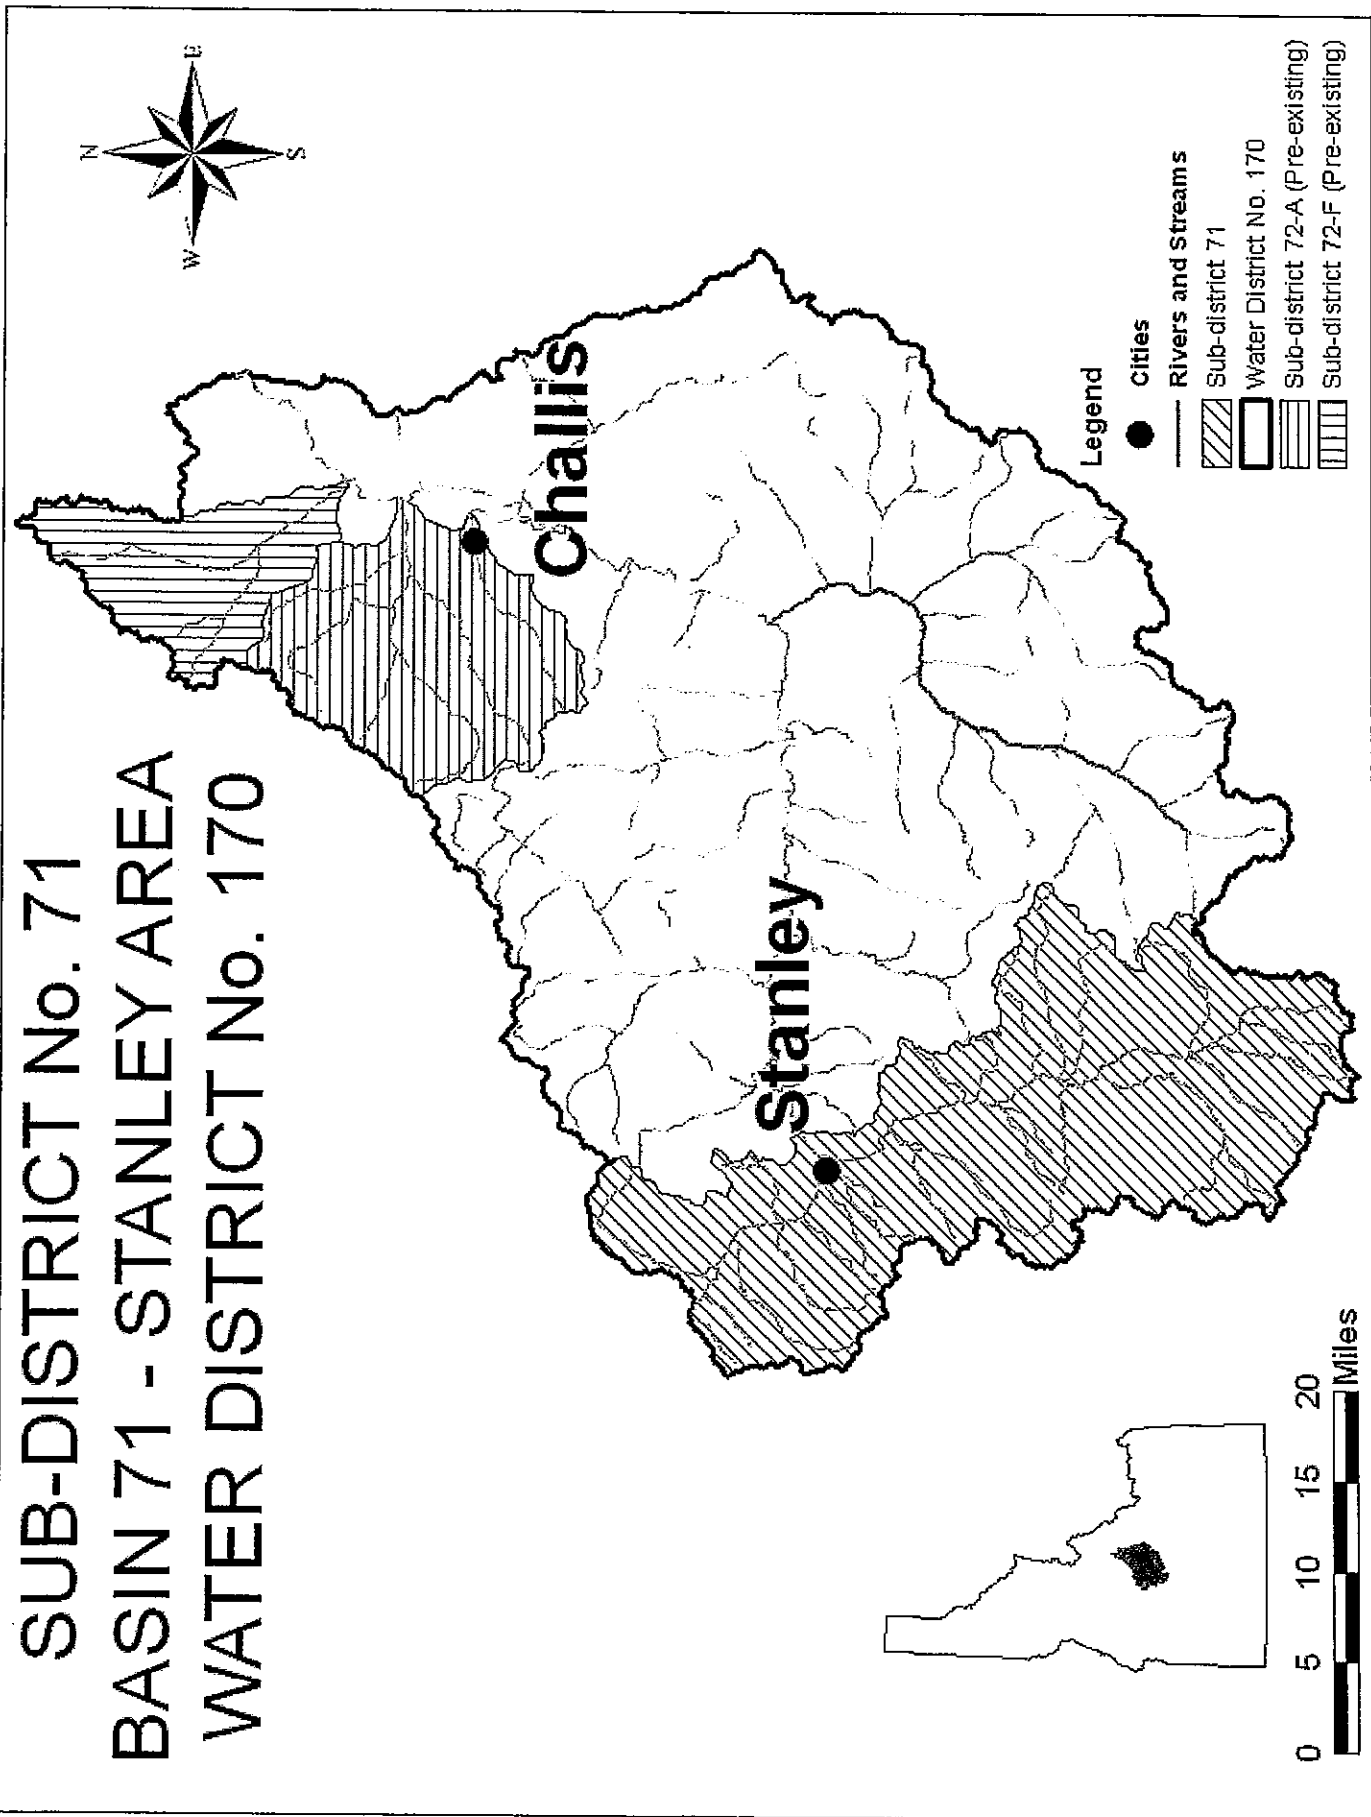 SUB-DISTRICT No. 71
BASIN 71 - STANLEY AREA
WATER DISTRICT No. 170
N
W
E
S
Challis
Stanley
Legend
Cities
Rivers and Streams
Sub-district 71
Water District No. 170
Sub-district 72-A (Pre-existing)
Sub-district 72-F (Pre-existing)
0 5 10 15 20
Miles